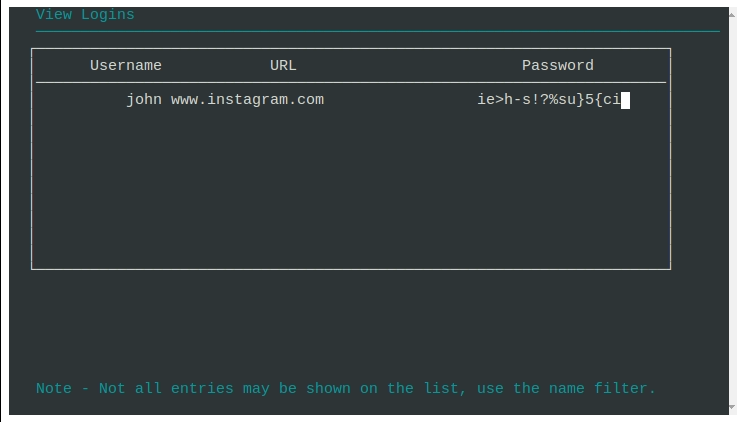 View Logins
Username URL Password
john www.instagram.com ie>h-s!?%su}5{ci
Note - Not all entries may be shown on the list, use the name filter.